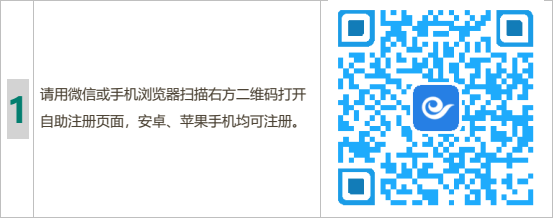 1
请用微信或手机浏览器扫描右方二维码打开
自助注册页面，安卓、苹果手机均可注册。